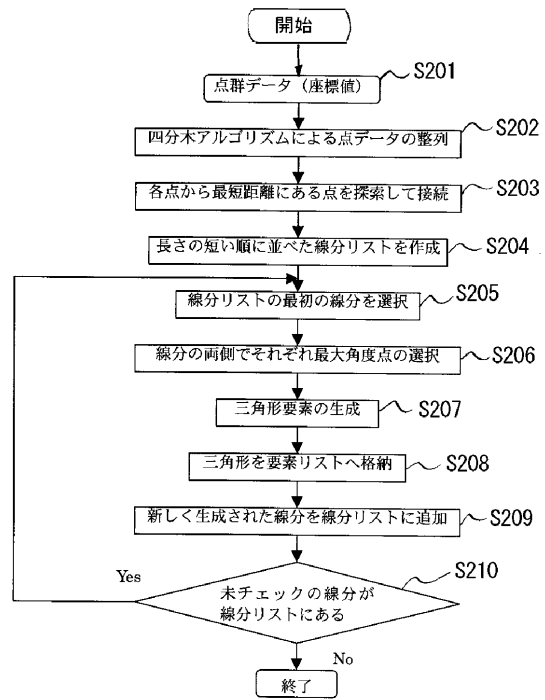 開始
点群データ（座標値）
S201
四分木アルゴリズムによる点データの整列
S202
各点から最短距離にある点を探索して接続
S203
長さの短い順に並べた線分リストを作成
S204
線分リストの最初の線分を選択
S205
線分の両側でそれぞれ最大角度点の選択
S206
三角形要素の生成
S207
三角形を要素リストへ格納
S208
新しく生成された線分を線分リストに追加
S209
Yes
未チェックの線分が
線分リストにある
S210
No
終了